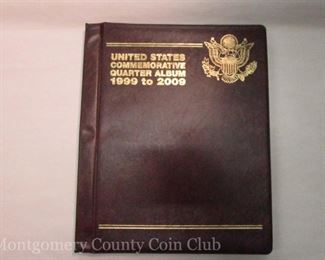 UNITED STATES
COMMEMORATIVE
QUARTER ALBUM
1999 to 2009
Montgomery County Coin Club